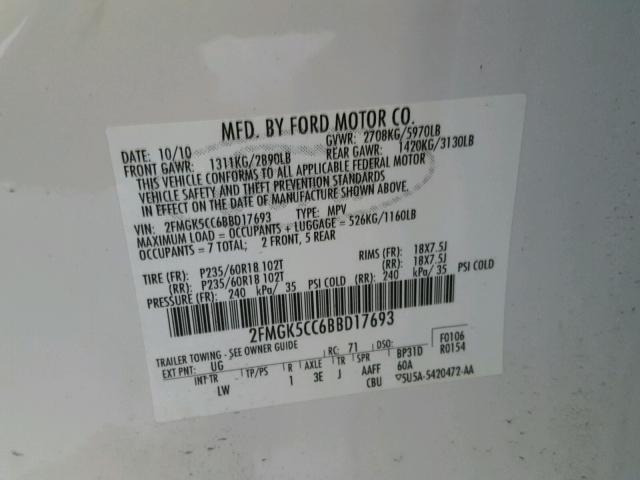 MFD. BY FORD MOTOR CO.
DATE: 10/10 GVWR: 2708KG/5970LB
FRONT GAWR: 1311KG/2890LB REAR GAWR: 1420KG/3130LB
THIS VEHICLE CONFORMS TO ALL APPLICABLE FEDERAL MOTOR
VEHICLE SAFETY AND THEFT PREVENTION STANDARDS
IN EFFECT ON THE DATE OF MANUFACTURE SHOWN ABOVE.
VIN: 2FMGK5CC6BBD17693 TYPE: MPV
MAXIMUM LOAD = OCCUPANTS + LUGGAGE = 526KG/1160LB
OCCUPANTS = 7 TOTAL; 2 FRONT, 5 REAR
TIRE (FR): P235/60R18 102T RIMS (FR): 18X7.5J
(RR): P235/60R18 102T (RR): 18X7.5J
PRESSURE (FR): 240 kPa/ 35 PSI COLD (RR): 240 kPa/ 35 PSI COLD
2FMGK5CC6BBD17693
TRAILER TOWING - SEE OWNER GUIDE RC: 71 DSO: F0106
EXT PNT: UG R0154
INT TR TP/PS R AXLE TR SPR BP31D
LW 1 3E J AAFF 60A
CBU 5U5A-5420472-AA